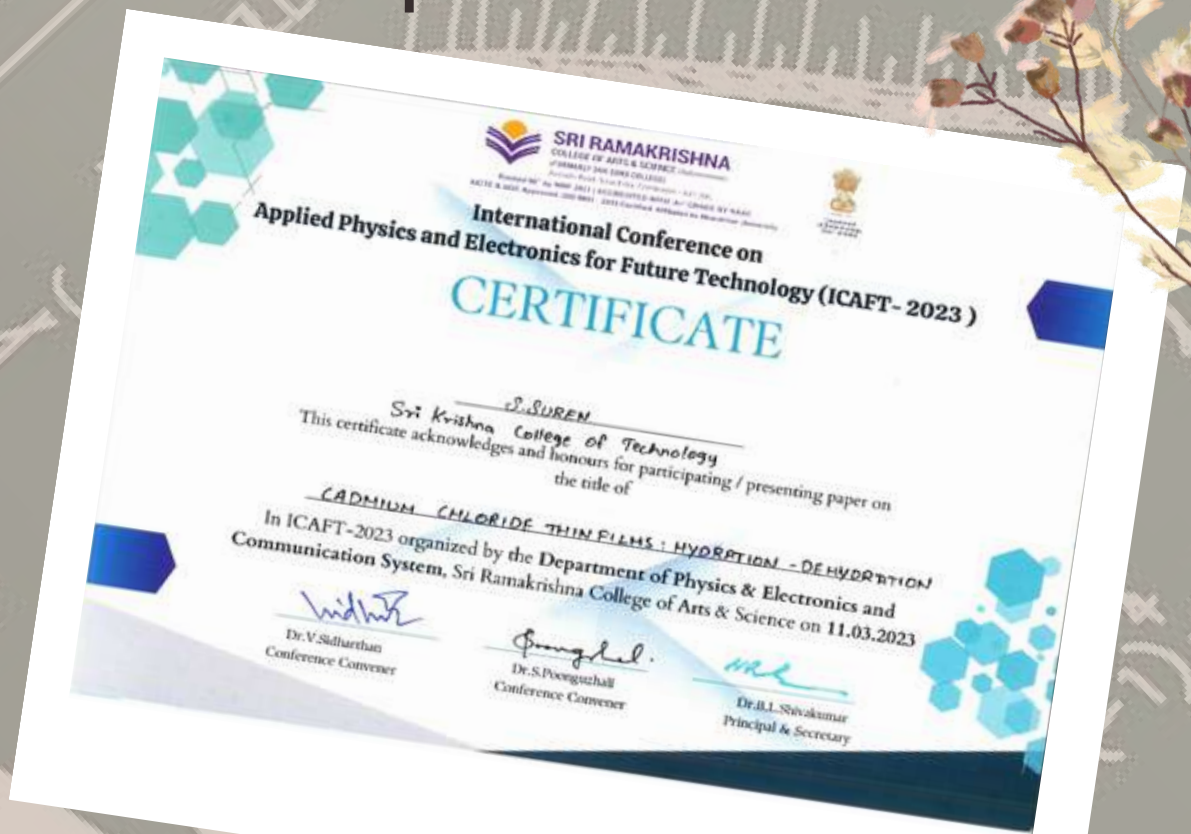 SRI RAMAKRISHNA
COLLEGE OF ARTS & SCIENCE
(FORMERLY SNR SONS COLLEGE)
International Conference on
Applied Physics and Electronics for Future Technology (ICAFT- 2023 )
CERTIFICATE
S.SUREN
Sri Krishna College of Technology
This certificate acknowledges and honours for participating / presenting paper on
the title of
CADMIUM CHLORIDE THIN FILMS : HYDRATION - DEHYDRATION
In ICAFT-2023 organized by the Department of Physics & Electronics and
Communication System, Sri Ramakrishna College of Arts & Science on 11.03.2023
Dr.V.Sidharthan
Conference Convener
Dr.S.Poonguzhali
Conference Convener
Dr.B.L.Shivakumar
Principal & Secretary